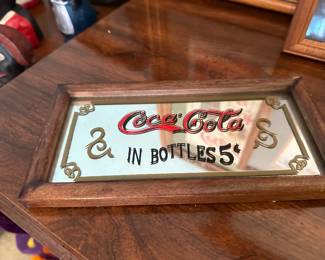 Coca-Cola
IN BOTTLES 5¢